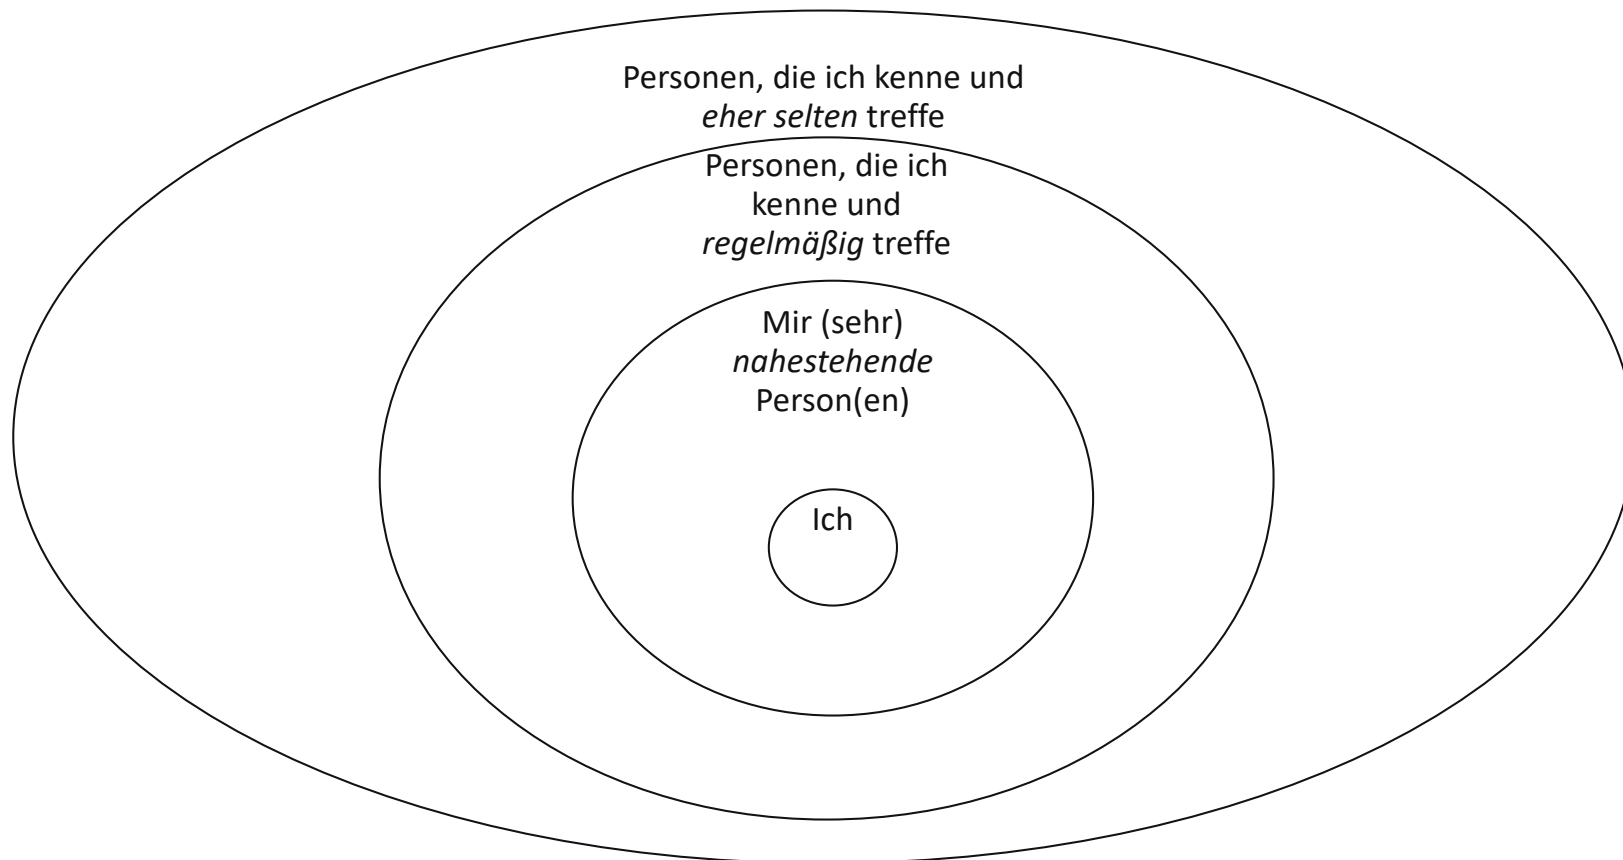 Personen, die ich kenne und
eher selten treffe
Personen, die ich
kenne und
regelmäßig treffe
Mir (sehr)
nahestehende
Person(en)
Ich